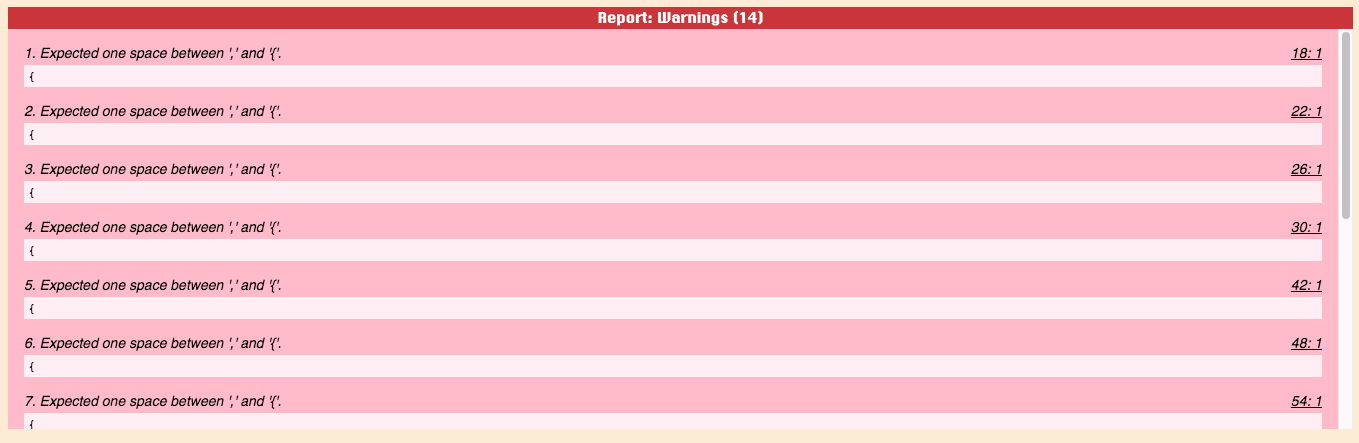 Report: Warnings (14)
1. Expected one space between ',' and '{'. 18: 1
{
2. Expected one space between ',' and '{'. 22: 1
{
3. Expected one space between ',' and '{'. 26: 1
{
4. Expected one space between ',' and '{'. 30: 1
{
5. Expected one space between ',' and '{'. 42: 1
{
6. Expected one space between ',' and '{'. 48: 1
{
7. Expected one space between ',' and '{'. 54: 1
{